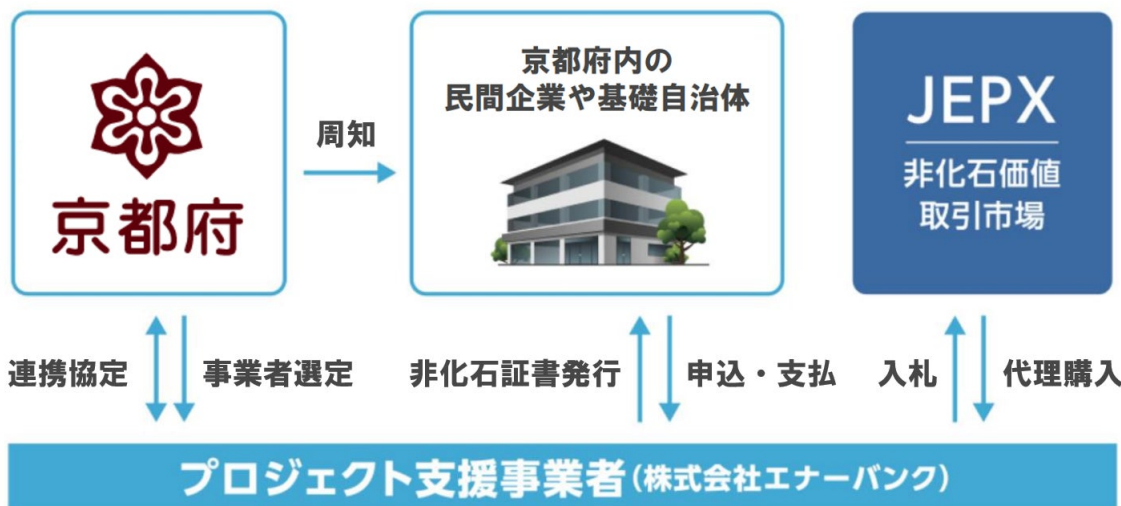 京都府
周知
京都府内の
民間企業や基礎自治体
JEPX
非化石価値
取引市場
連携協定
事業者選定
非化石証書発行
申込・支払
入札
代理購入
プロジェクト支援事業者(株式会社エナーバンク)